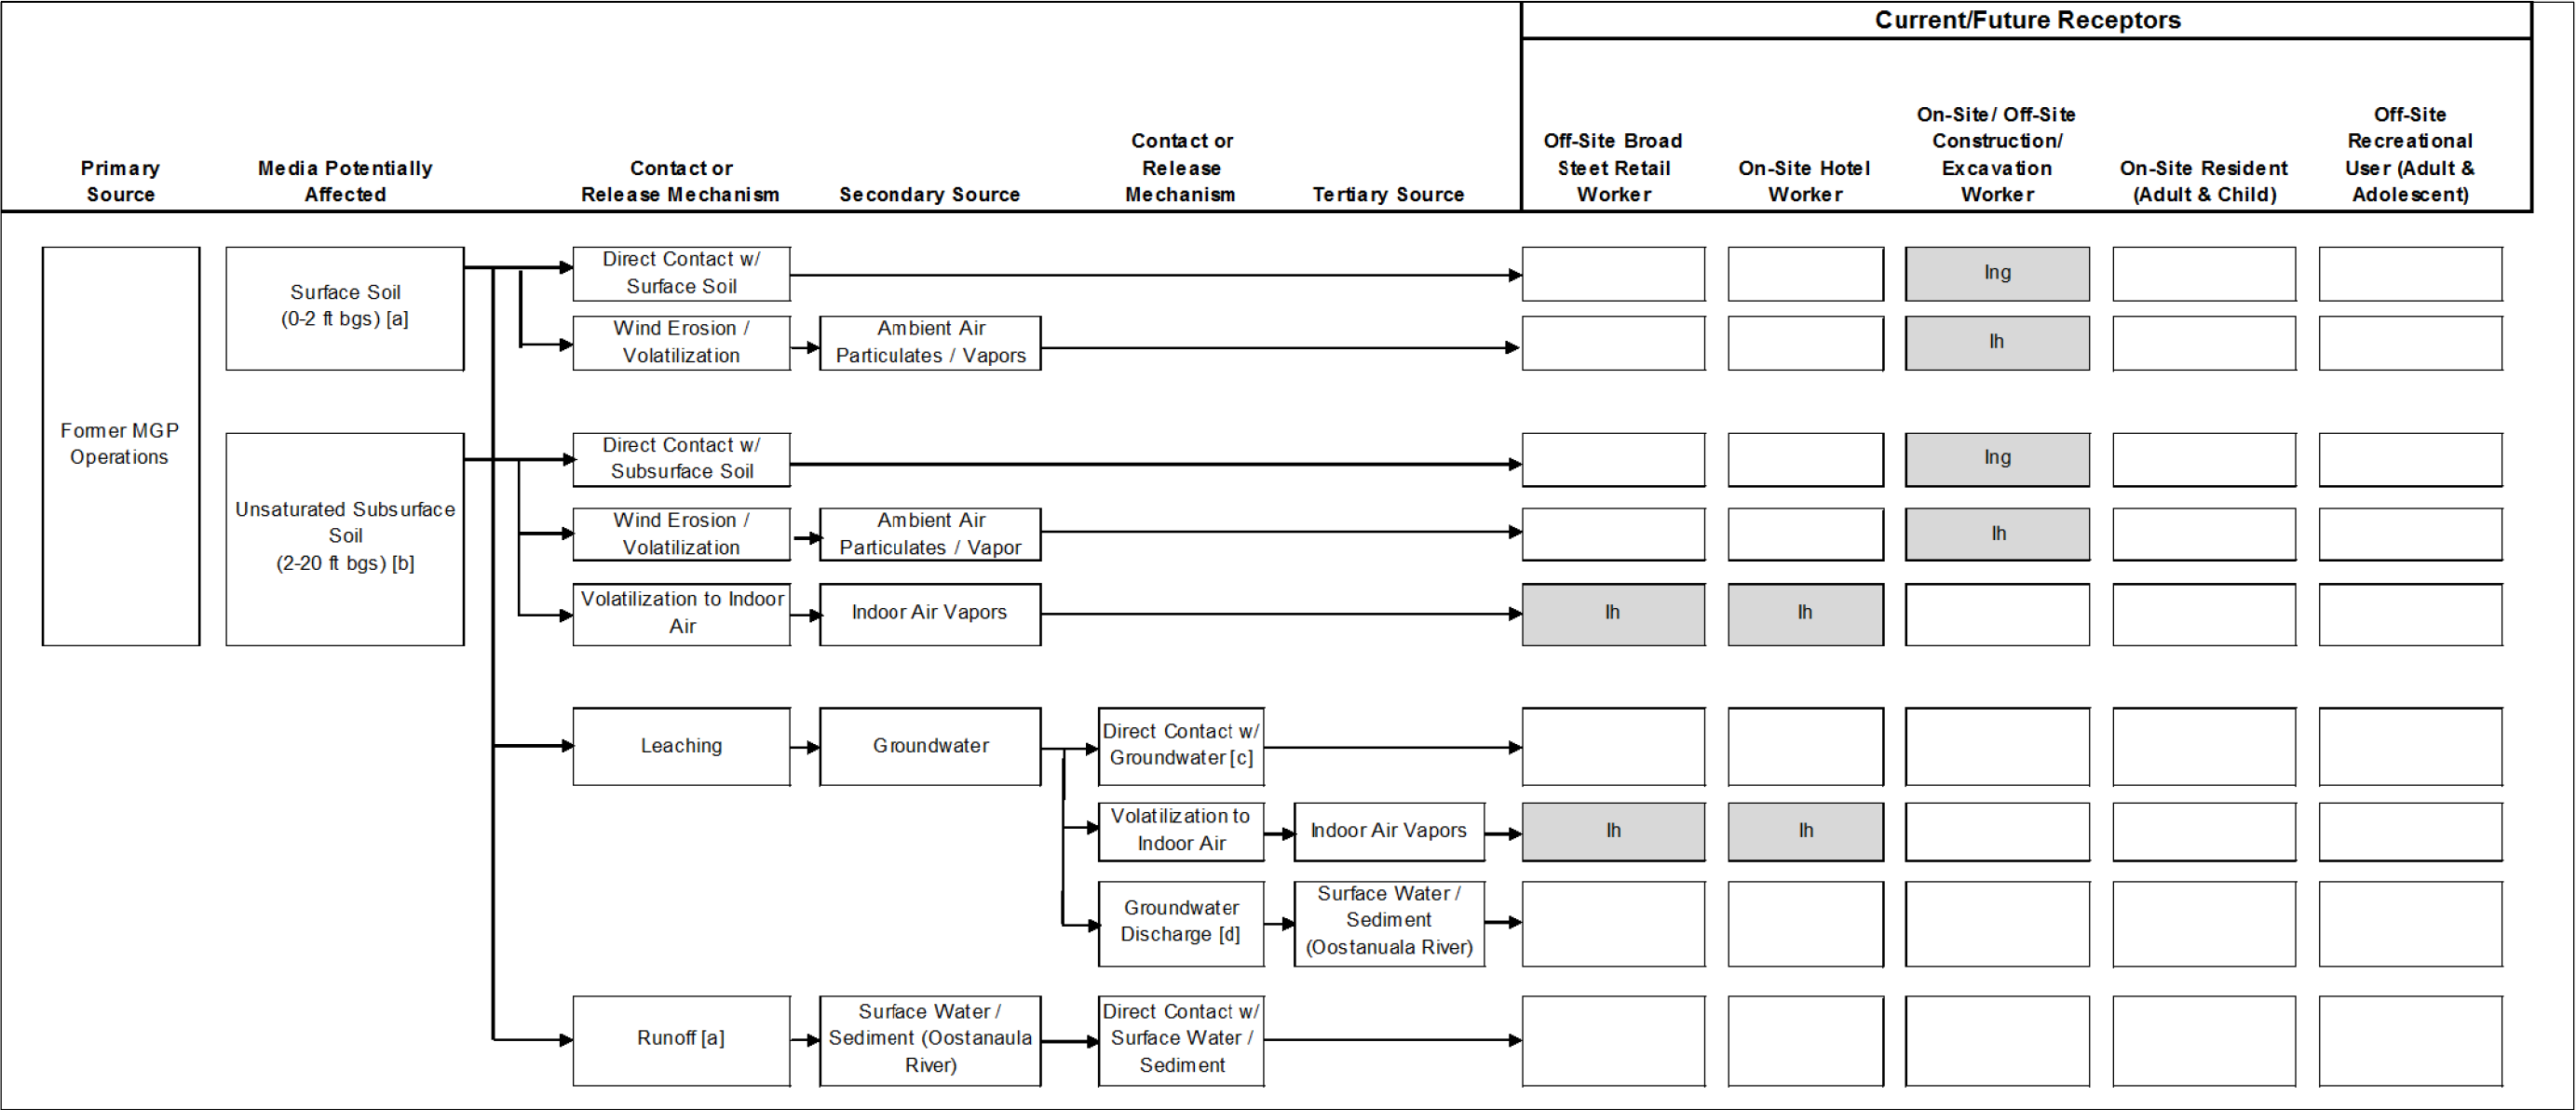 Current/Future Receptors
Primary
Source
Media Potentially
Affected
Contact or
Release Mechanism
Secondary Source
Contact or
Release
Mechanism
Tertiary Source
Off-Site Broad
Steet Retail
Worker
On-Site Hotel
Worker
On-Site/ Off-Site
Construction/
Excavation
Worker
On-Site Resident
(Adult & Child)
Off-Site
Recreational
User (Adult &
Adolescent)
Former MGP
Operations
Surface Soil
(0-2 ft bgs) [a]
Direct Contact w/
Surface Soil
Ing
Wind Erosion /
Volatilization
Ambient Air
Particulates / Vapors
Ih
Unsaturated Subsurface
Soil
(2-20 ft bgs) [b]
Direct Contact w/
Subsurface Soil
Ing
Wind Erosion /
Volatilization
Ambient Air
Particulates / Vapor
Ih
Volatilization to Indoor
Air
Indoor Air Vapors
Ih
Ih
Leaching
Groundwater
Direct Contact w/
Groundwater [c]
Volatilization to
Indoor Air
Indoor Air Vapors
Ih
Ih
Groundwater
Discharge [d]
Surface Water /
Sediment
(Oostanuala River)
Runoff [a]
Surface Water /
Sediment (Oostanaula
River)
Direct Contact w/
Surface Water /
Sediment